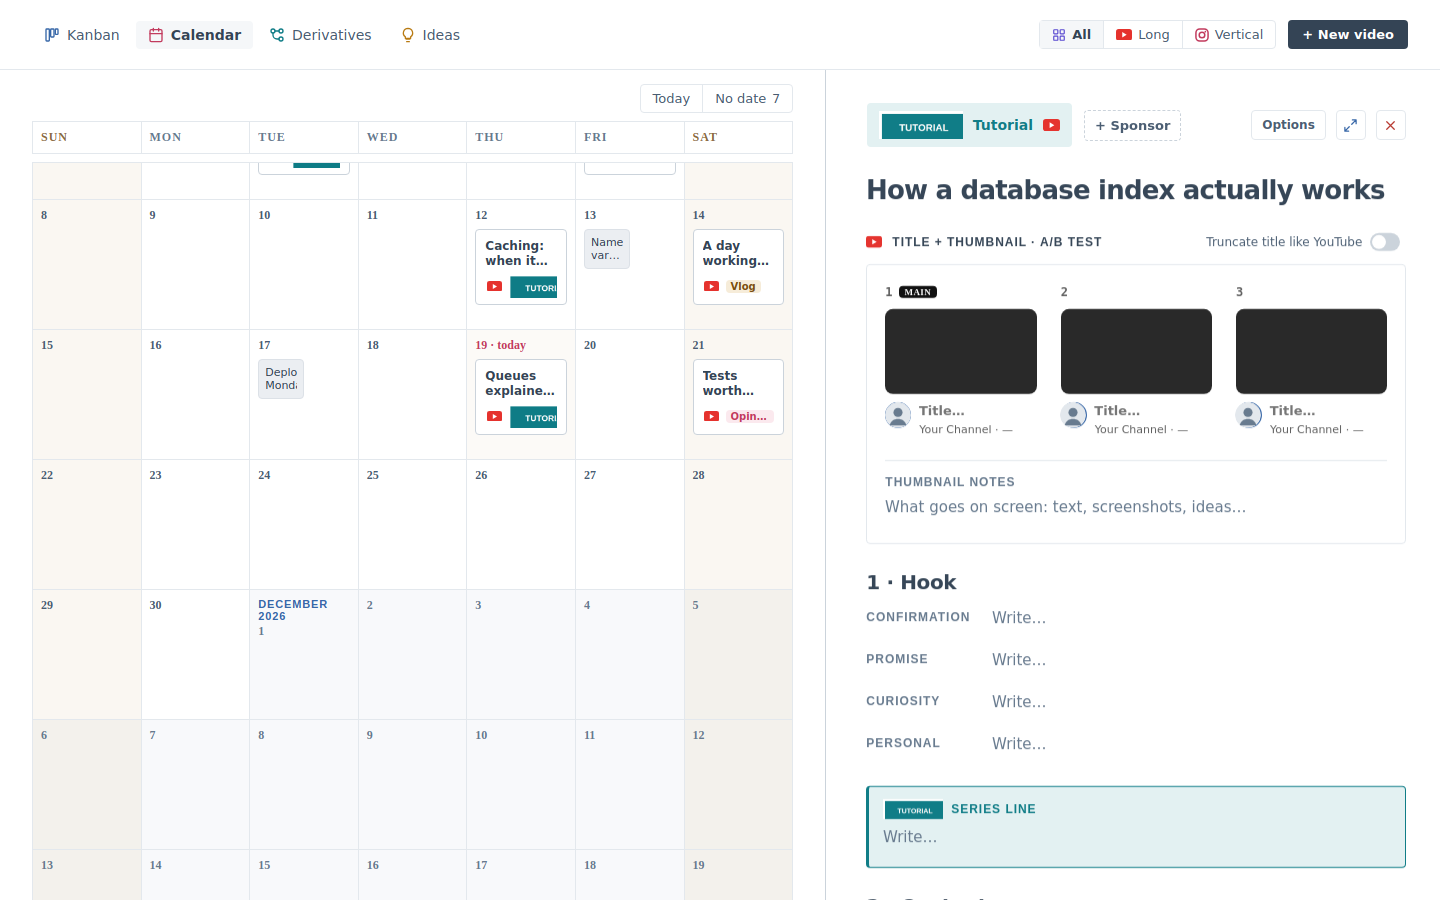 Kanban
Calendar
Derivatives
Ideas
All
Long
Vertical
+ New video
Today
No date 7
SUN
MON
TUE
WED
THU
FRI
SAT
8
9
10
11
12
13
14
Caching:
when it…
TUTORI
Name
var…
A day
working…
Vlog
15
16
17
18
19 · today
20
21
Deplo
Monda
Queues
explaine…
TUTORI
Tests
worth…
Opin…
22
23
24
25
26
27
28
29
30
DECEMBER
2026
1
2
3
4
5
6
7
8
9
10
11
12
13
14
15
16
17
18
19
TUTORIAL
Tutorial
+ Sponsor
Options
How a database index actually works
TITLE + THUMBNAIL · A/B TEST
Truncate title like YouTube
1 MAIN
2
3
Title…
Your Channel · —
Title…
Your Channel · —
Title…
Your Channel · —
THUMBNAIL NOTES
What goes on screen: text, screenshots, ideas…
1 · Hook
CONFIRMATION Write…
PROMISE Write…
CURIOSITY Write…
PERSONAL Write…
TUTORIAL SERIES LINE
Write…